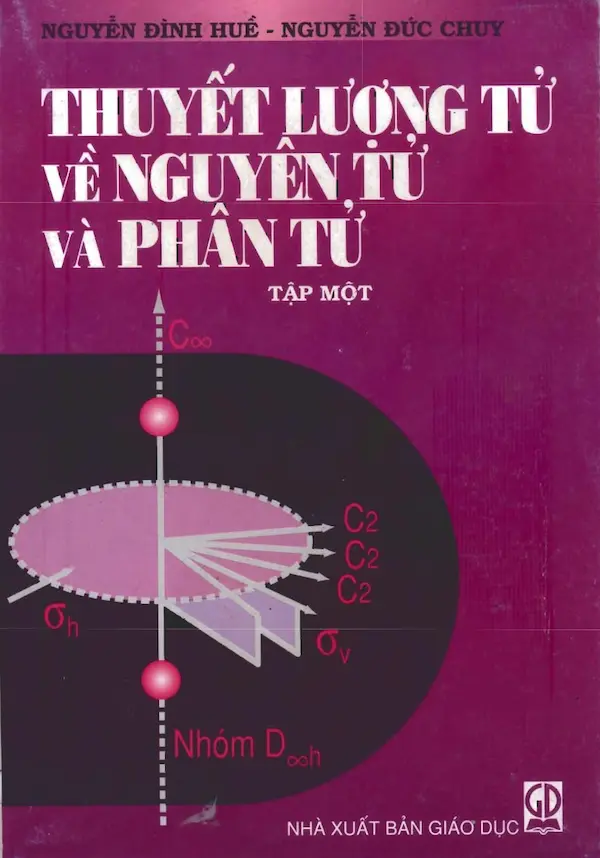 NGUYỄN ĐÌNH HUỀ - NGUYỄN ĐỨC CHUY
THUYẾT LƯỢNG TỬ
VỀ NGUYÊN TỬ
VÀ PHÂN TỬ
TẬP MỘT
C∞
C2
C2
C2
σh
σv
Nhóm D∞h
GD
NHÀ XUẤT BẢN GIÁO DỤC